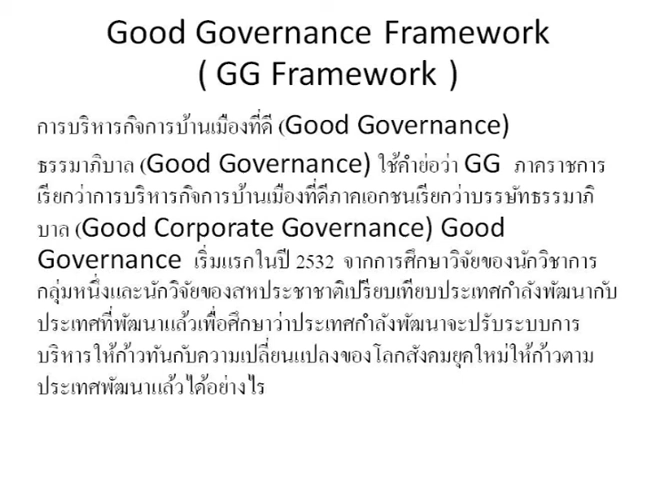 Good Governance Framework
( GG Framework )
การบริหารกิจการบ้านเมืองที่ดี (Good Governance)
ธรรมาภิบาล (Good Governance) ใช้คำย่อว่า GG ภาคราชการ
เรียกว่าการบริหารกิจการบ้านเมืองที่ดีภาคเอกชนเรียกว่าบรรษัทธรรมาภิ
บาล (Good Corporate Governance) Good
Governance เริ่มแรกในปี 2532 จากการศึกษาวิจัยของนักวิชาการ
กลุ่มหนึ่งและนักวิจัยของสหประชาชาติเปรียบเทียบประเทศกำลังพัฒนากับ
ประเทศที่พัฒนาแล้วเพื่อศึกษาว่าประเทศกำลังพัฒนาจะปรับระบบการ
บริหารให้ก้าวทันกับความเปลี่ยนแปลงของโลกสังคมยุคใหม่ให้ก้าวตาม
ประเทศพัฒนาแล้วได้อย่างไร